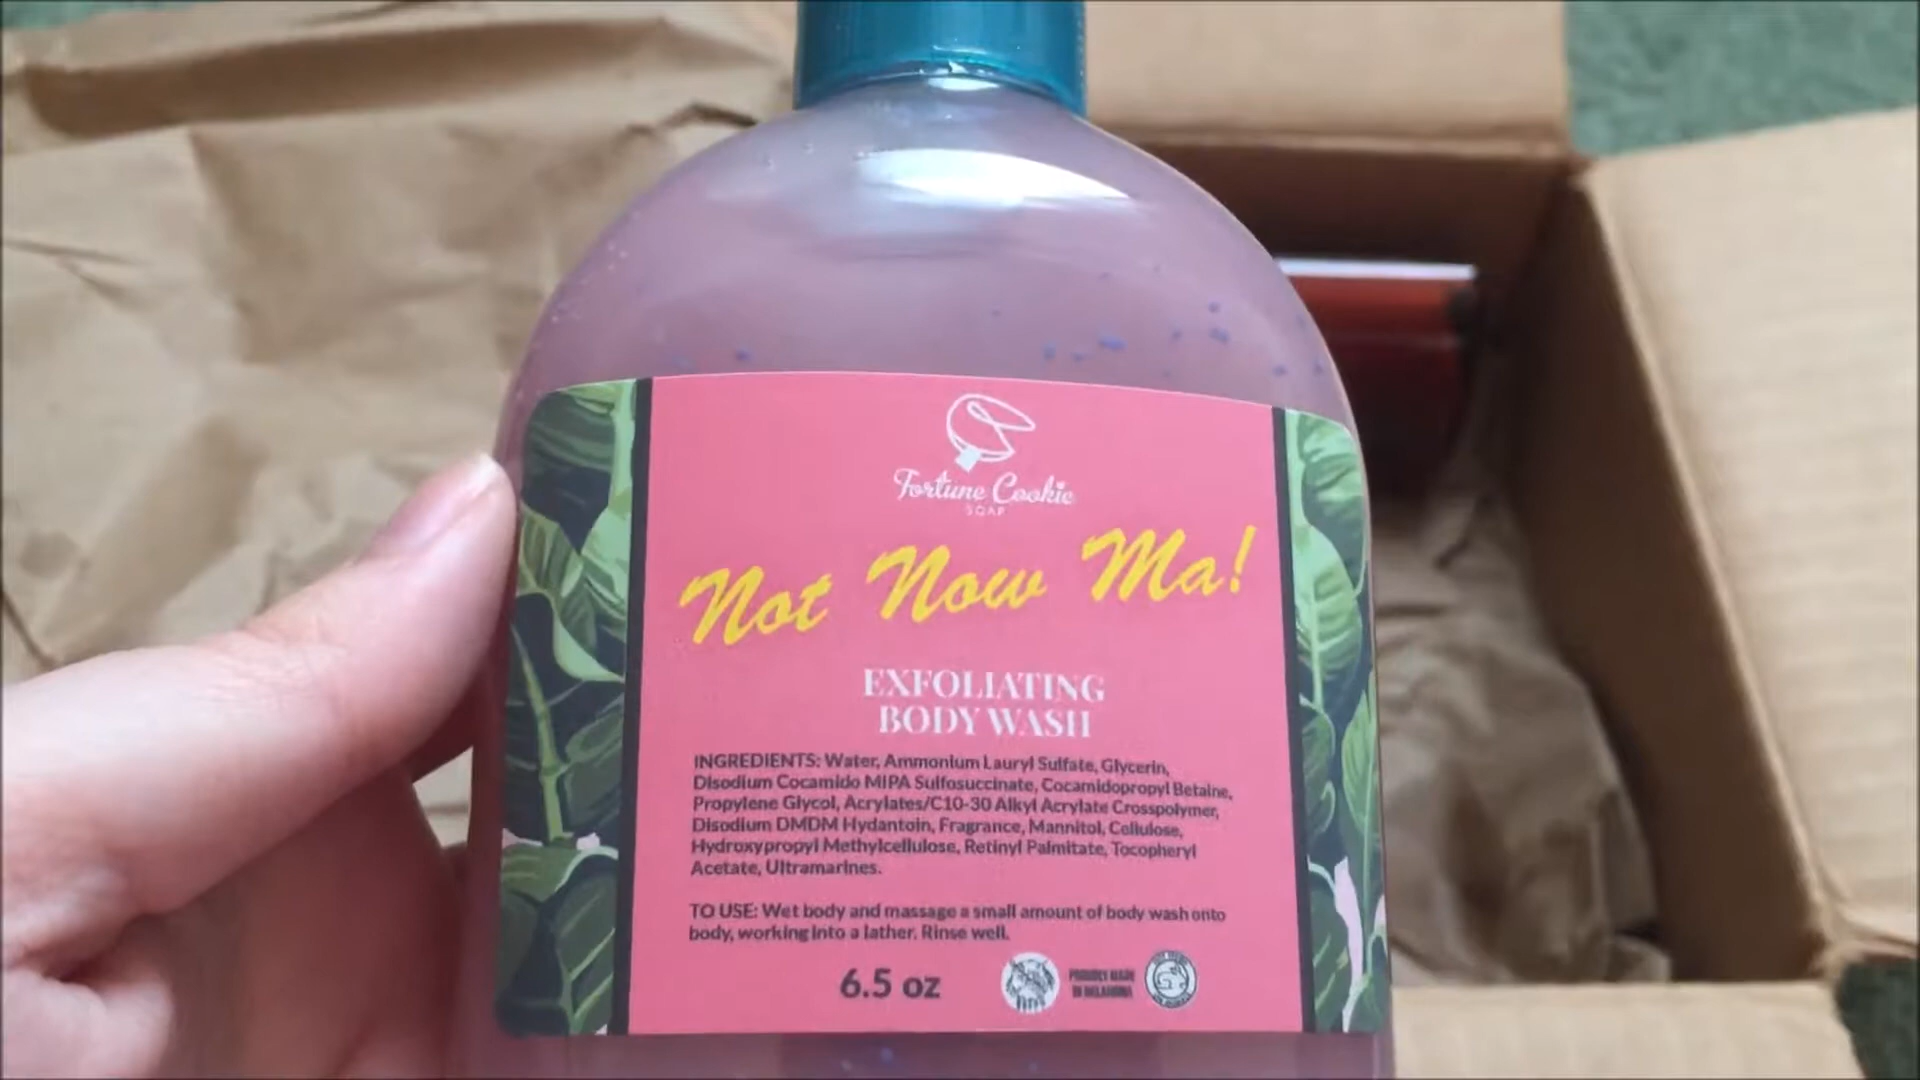 Fortune Cookie
SOAP
Not Now Ma!
EXFOLIATING
BODY WASH
INGREDIENTS: Water, Ammonium Lauryl Sulfate, Glycerin,
Disodium Cocamido MIPA Sulfosuccinate, Cocamidopropyl Betaine,
Propylene Glycol, Acrylates/C10-30 Alkyl Acrylate Crosspolymer,
Disodium DMDM Hydantoin, Fragrance, Mannitol, Cellulose,
Hydroxypropyl Methylcellulose, Retinyl Palmitate, Tocopheryl
Acetate, Ultramarines.
TO USE: Wet body and massage a small amount of body wash onto
body, working into a lather. Rinse well.
6.5 oz
PROUDLY MADE
IN OKLAHOMA